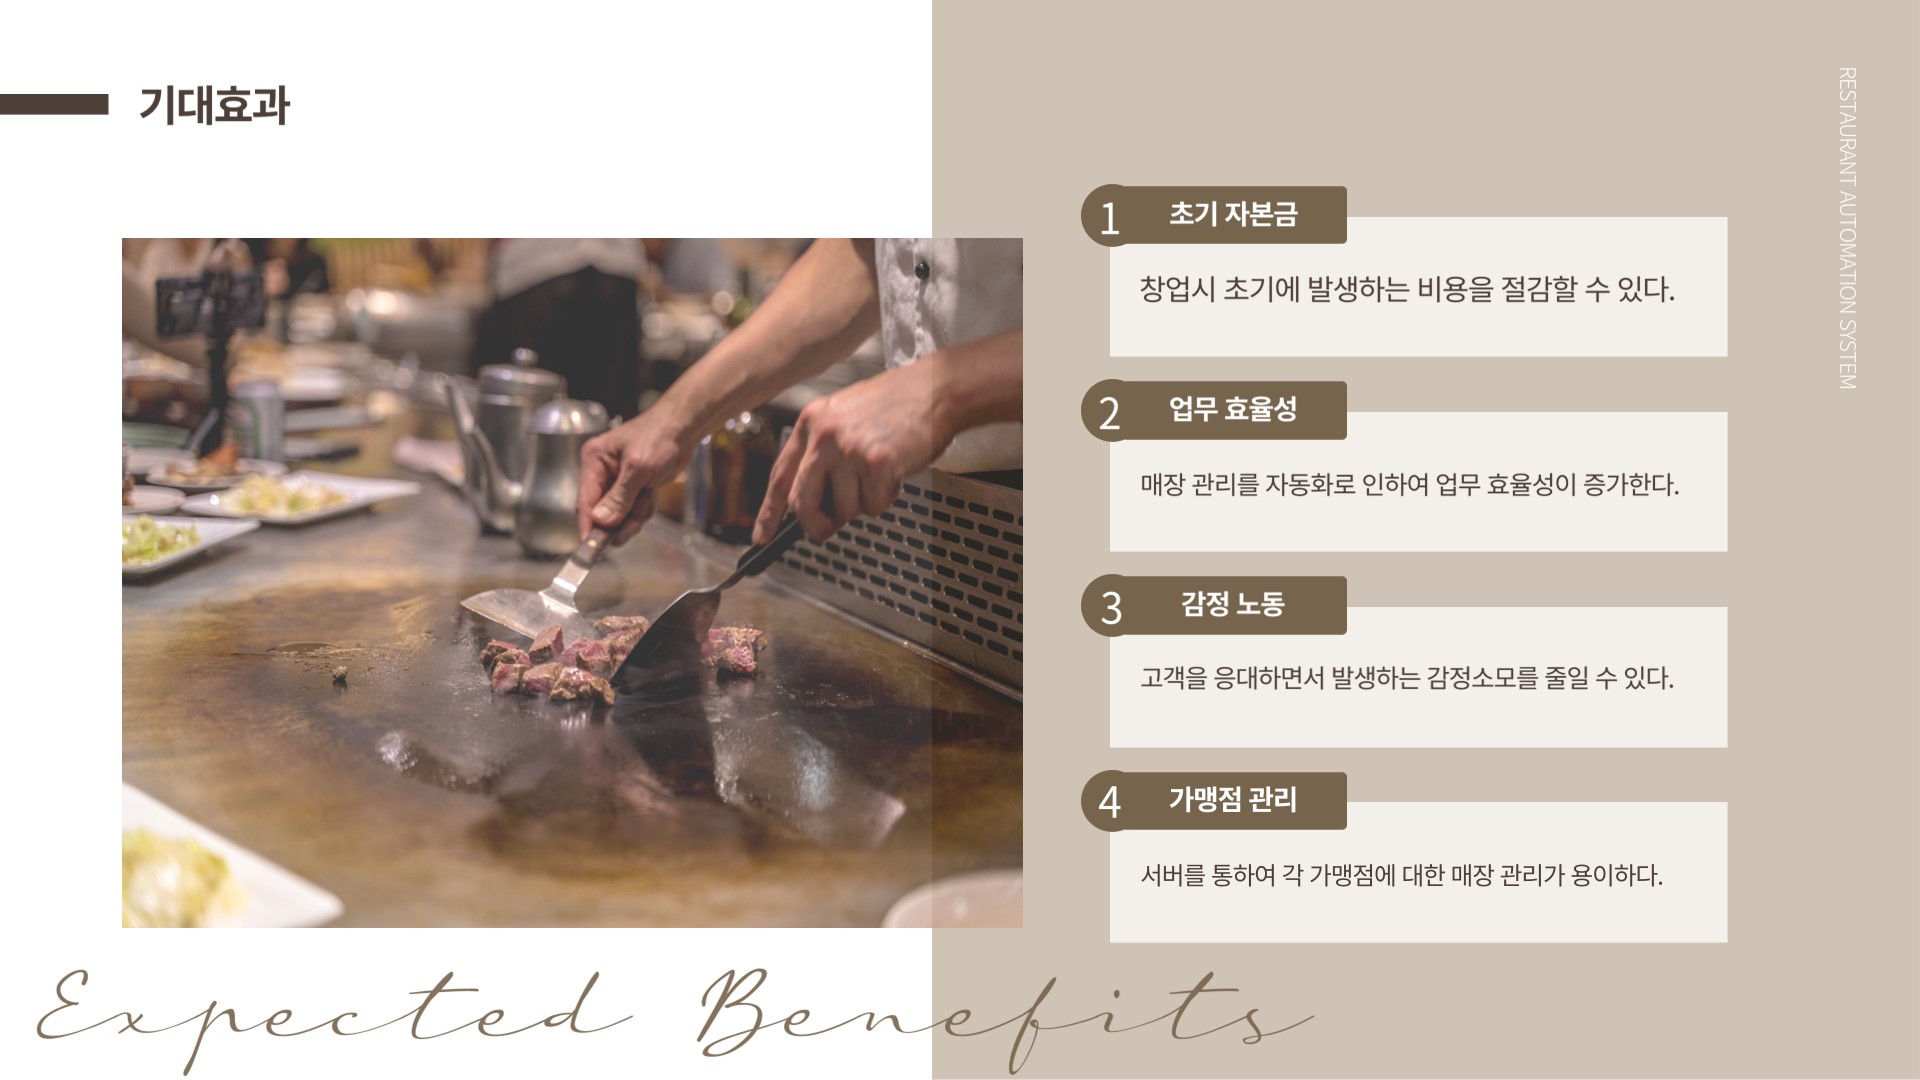 기대효과
RESTAURANT AUTOMATION SYSTEM
1 초기 자본금
창업시 초기에 발생하는 비용을 절감할 수 있다.
2 업무 효율성
매장 관리를 자동화로 인하여 업무 효율성이 증가한다.
3 감정 노동
고객을 응대하면서 발생하는 감정소모를 줄일 수 있다.
4 가맹점 관리
서버를 통하여 각 가맹점에 대한 매장 관리가 용이하다.
Expected Benefits